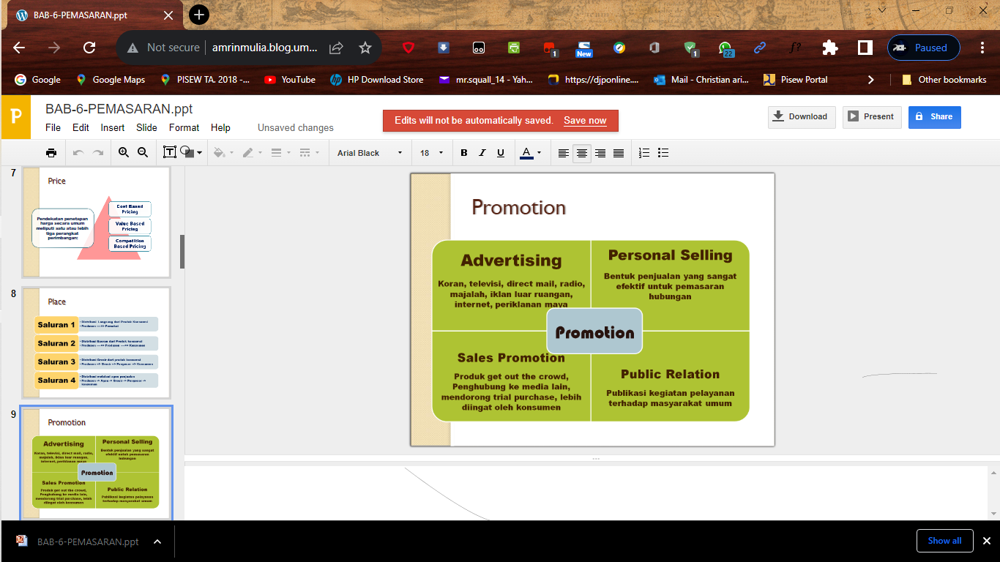 BAB-6-PEMASARAN.ppt
Not secure
amrinmulia.blog.um...
1
New
1
22
f?
Paused
Google
Google Maps
PISEW TA. 2018 -...
YouTube
HP Download Store
mr.squall_14 - Yah...
https://djponline....
Mail - Christian ari...
Pisew Portal
Other bookmarks
BAB-6-PEMASARAN.ppt
File Edit Insert Slide Format Help
Unsaved changes
Edits will not be automatically saved. Save now
Download
Present
Share
Arial Black
18
B I U A
7
Price
Pendekatan penetapan
harga secara umum
meliputi satu atau lebih
tiga perangkat
perimbangan:
Cost Based
Pricing
Value Based
Pricing
Competition
Based Pricing
8
Place
Saluran 1
• Distribusi Langsung dari Produk Konsumsi
• Produsen ---->> Pemakai
Saluran 2
• Distribusi Eceran dari Produk konsumsi
Saluran 3
• Distribusi Grosir dari produk konsumsi
Saluran 4
• Distribusi melalui agen penjualan
• Produsen -> Agen -> Grosir -> Pengecer ->
Konsumen
9
Promotion
Advertising
Koran, televisi, direct mail, radio,
majalah, iklan luar ruangan,
internet, periklanan maya
Personal Selling
Bentuk penjualan yang sangat
efektif untuk pemasaran
hubungan
Promotion
Sales Promotion
Produk get out the crowd,
Penghubung ke media lain,
mendorong trial purchase, lebih
diingat oleh konsumen
Public Relation
Publikasi kegiatan pelayanan
terhadap masyarakat umum
Promotion
Advertising
Koran, televisi, direct mail, radio,
majalah, iklan luar ruangan,
internet, periklanan maya
Personal Selling
Bentuk penjualan yang sangat
efektif untuk pemasaran
hubungan
Promotion
Sales Promotion
Produk get out the crowd,
Penghubung ke media lain,
mendorong trial purchase, lebih
diingat oleh konsumen
Public Relation
Publikasi kegiatan pelayanan
terhadap masyarakat umum
BAB-6-PEMASARAN.ppt
Show all